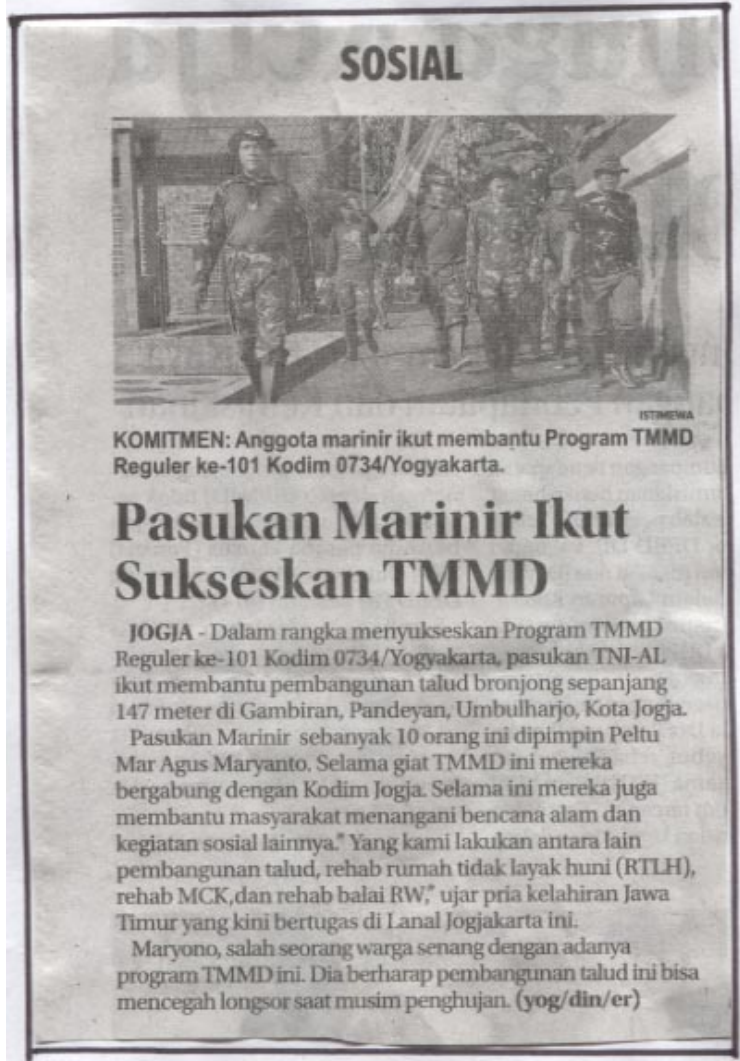 SOSIAL
ISTIMEWA
KOMITMEN: Anggota marinir ikut membantu Program TMMD
Reguler ke-101 Kodim 0734/Yogyakarta.
Pasukan Marinir Ikut
Sukseskan TMMD
JOGJA - Dalam rangka menyukseskan Program TMMD
Reguler ke-101 Kodim 0734/Yogyakarta, pasukan TNI-AL
ikut membantu pembangunan talud bronjong sepanjang
147 meter di Gambiran, Pandeyan, Umbulharjo, Kota Jogja.
Pasukan Marinir sebanyak 10 orang ini dipimpin Peltu
Mar Agus Maryanto. Selama giat TMMD ini mereka
bergabung dengan Kodim Jogja. Selama ini mereka juga
membantu masyarakat menangani bencana alam dan
kegiatan sosial lainnya." Yang kami lakukan antara lain
pembangunan talud, rehab rumah tidak layak huni (RTLH),
rehab MCK,dan rehab balai RW," ujar pria kelahiran Jawa
Timur yang kini bertugas di Lanal Jogjakarta ini.
Maryono, salah seorang warga senang dengan adanya
program TMMD ini. Dia berharap pembangunan talud ini bisa
mencegah longsor saat musim penghujan. (yog/din/er)